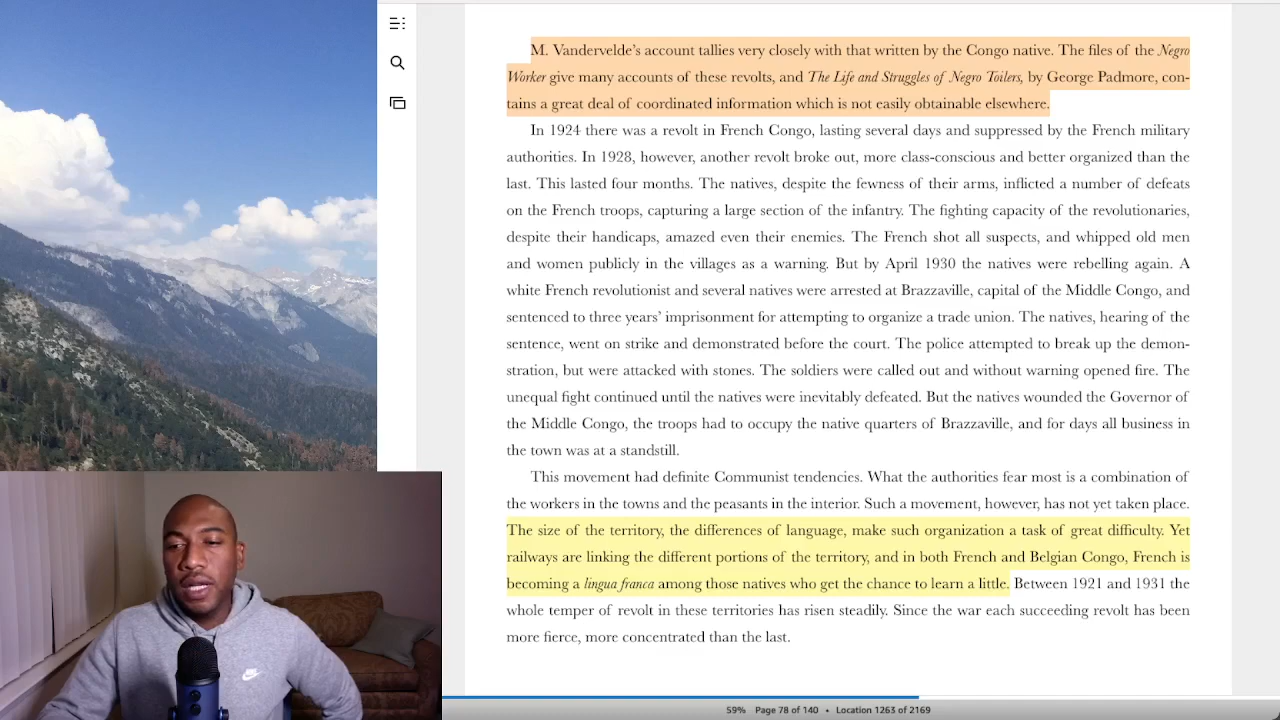 M. Vandervelde’s account tallies very closely with that written by the Congo native. The files of the Negro
Worker give many accounts of these revolts, and The Life and Struggles of Negro Toilers, by George Padmore, con-
tains a great deal of coordinated information which is not easily obtainable elsewhere.
In 1924 there was a revolt in French Congo, lasting several days and suppressed by the French military
authorities. In 1928, however, another revolt broke out, more class-conscious and better organized than the
last. This lasted four months. The natives, despite the fewness of their arms, inflicted a number of defeats
on the French troops, capturing a large section of the infantry. The fighting capacity of the revolutionaries,
despite their handicaps, amazed even their enemies. The French shot all suspects, and whipped old men
and women publicly in the villages as a warning. But by April 1930 the natives were rebelling again. A
white French revolutionist and several natives were arrested at Brazzaville, capital of the Middle Congo, and
sentenced to three years’ imprisonment for attempting to organize a trade union. The natives, hearing of the
sentence, went on strike and demonstrated before the court. The police attempted to break up the demon-
stration, but were attacked with stones. The soldiers were called out and without warning opened fire. The
unequal fight continued until the natives were inevitably defeated. But the natives wounded the Governor of
the Middle Congo, the troops had to occupy the native quarters of Brazzaville, and for days all business in
the town was at a standstill.
This movement had definite Communist tendencies. What the authorities fear most is a combination of
the workers in the towns and the peasants in the interior. Such a movement, however, has not yet taken place.
The size of the territory, the differences of language, make such organization a task of great difficulty. Yet
railways are linking the different portions of the territory, and in both French and Belgian Congo, French is
becoming a lingua franca among those natives who get the chance to learn a little. Between 1921 and 1931 the
whole temper of revolt in these territories has risen steadily. Since the war each succeeding revolt has been
more fierce, more concentrated than the last.
59% Page 78 of 140 • Location 1263 of 2169